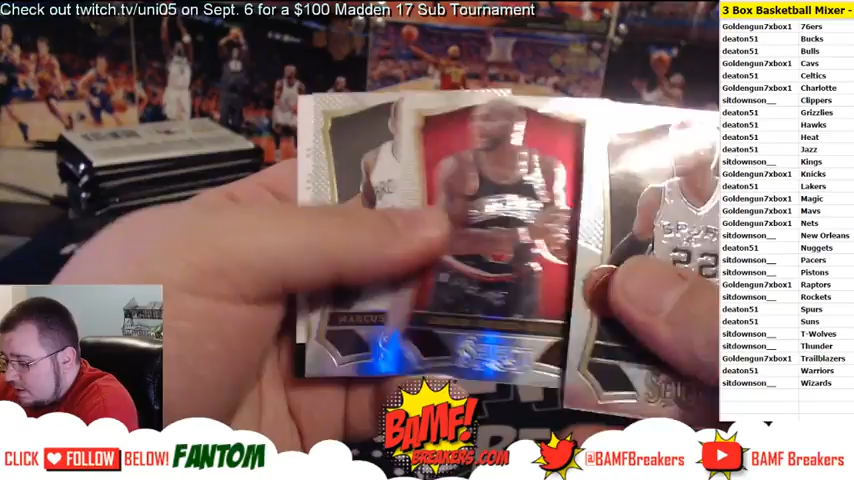 Check out twitch.tv/uni05 on Sept. 6 for a $100 Madden 17 Sub Tournament
3 Box Basketball Mixer -
Goldengun7xbox1 76ers
deaton51 Bucks
deaton51 Bulls
Goldengun7xbox1 Cavs
deaton51 Celtics
Goldengun7xbox1 Charlotte
sitdownson__ Clippers
deaton51 Grizzlies
deaton51 Hawks
deaton51 Heat
deaton51 Jazz
sitdownson__ Kings
Goldengun7xbox1 Knicks
deaton51 Lakers
Goldengun7xbox1 Magic
Goldengun7xbox1 Mavs
Goldengun7xbox1 Nets
sitdownson__ New Orleans
deaton51 Nuggets
sitdownson__ Pacers
sitdownson__ Pistons
Goldengun7xbox1 Raptors
sitdownson__ Rockets
deaton51 Spurs
deaton51 Suns
sitdownson__ T-Wolves
sitdownson__ Thunder
Goldengun7xbox1 Trailblazers
deaton51 Warriors
sitdownson__ Wizards
SPURS
22
MARCUS
SELECT
CLICK FOLLOW BELOW! FANTOM
BAMF!
BREAKERS.COM
@BAMFBreakers
BAMF Breakers